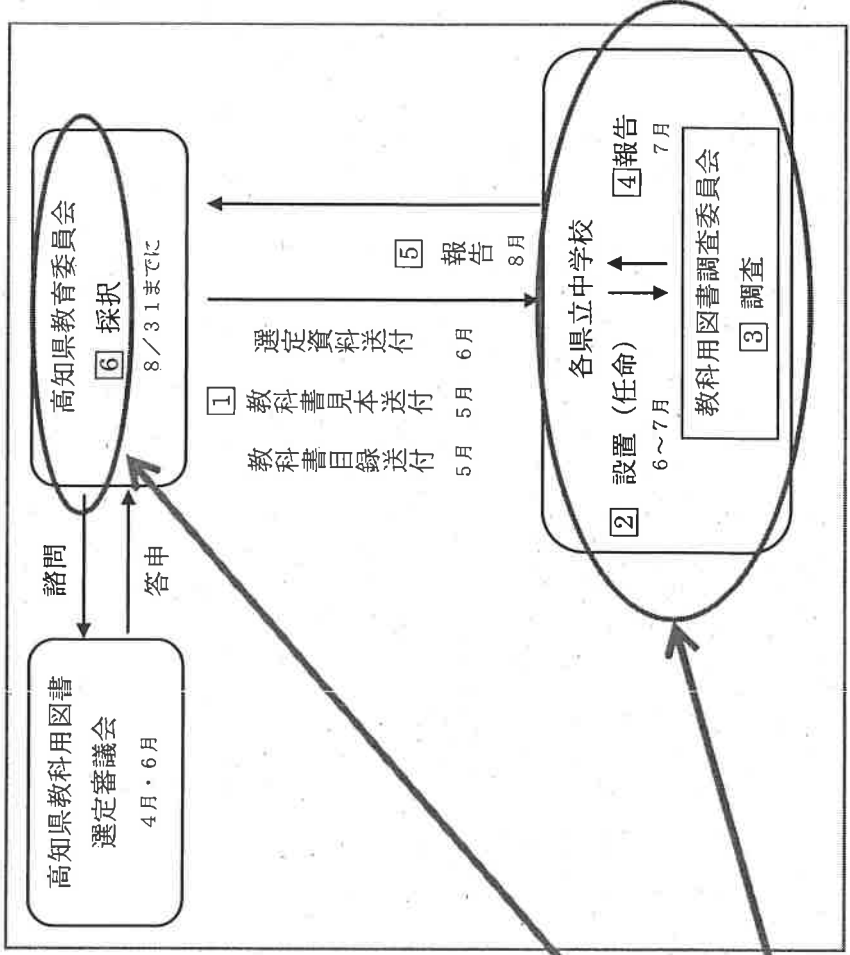 高知県教科用図書
選定審議会
4月・6月
諮問
答申
高知県教育委員会
6 採択
8/31までに
1
教科書目録送付
5月
教科書見本送付
5月
選定資料送付
6月
5
報告
8月
各県立中学校
2 設置(任命)
6~7月
4 報告
7月
教科用図書調査委員会
3 調査